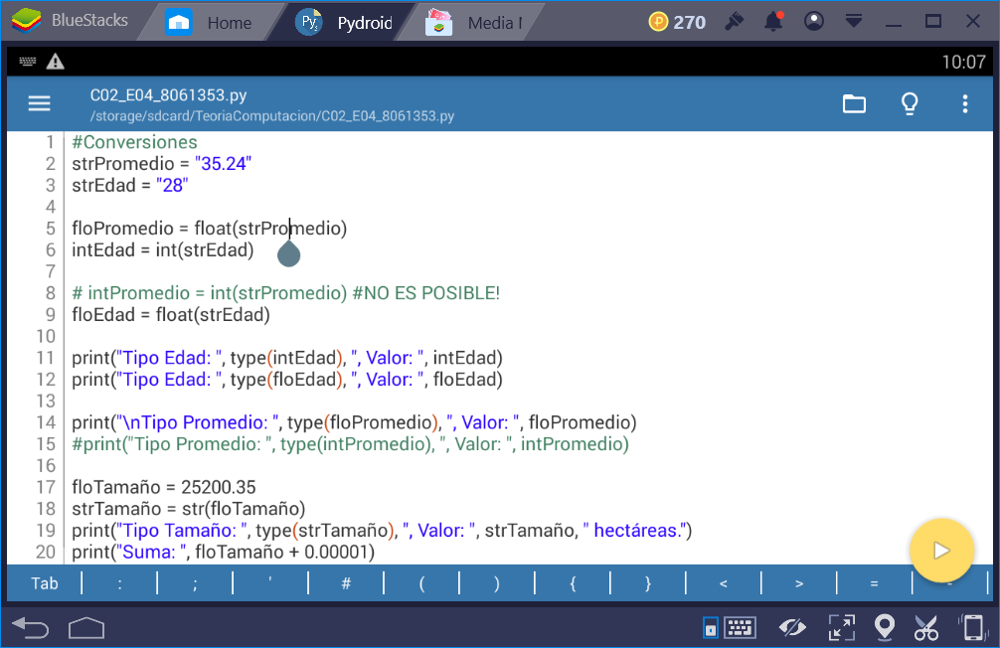 BlueStacks Home Pydroid Media 270
10:07
C02_E04_8061353.py
/storage/sdcard/TeoriaComputacion/C02_E04_8061353.py
1 #Conversiones
2 strPromedio = "35.24"
3 strEdad = "28"
4
5 floPromedio = float(strPromedio)
6 intEdad = int(strEdad)
7
8 # intPromedio = int(strPromedio) #NO ES POSIBLE!
9 floEdad = float(strEdad)
10
11 print("Tipo Edad: ", type(intEdad), ", Valor: ", intEdad)
12 print("Tipo Edad: ", type(floEdad), ", Valor: ", floEdad)
13
14 print("\nTipo Promedio: ", type(floPromedio), ", Valor: ", floPromedio)
15 #print("Tipo Promedio: ", type(intPromedio), ", Valor: ", intPromedio)
16
17 floTamaño = 25200.35
18 strTamaño = str(floTamaño)
19 print("Tipo Tamaño: ", type(strTamaño), ", Valor: ", strTamaño, " hectáreas.")
20 print("Suma: ", floTamaño + 0.00001)
Tab : ; ' # ( ) { } < > =